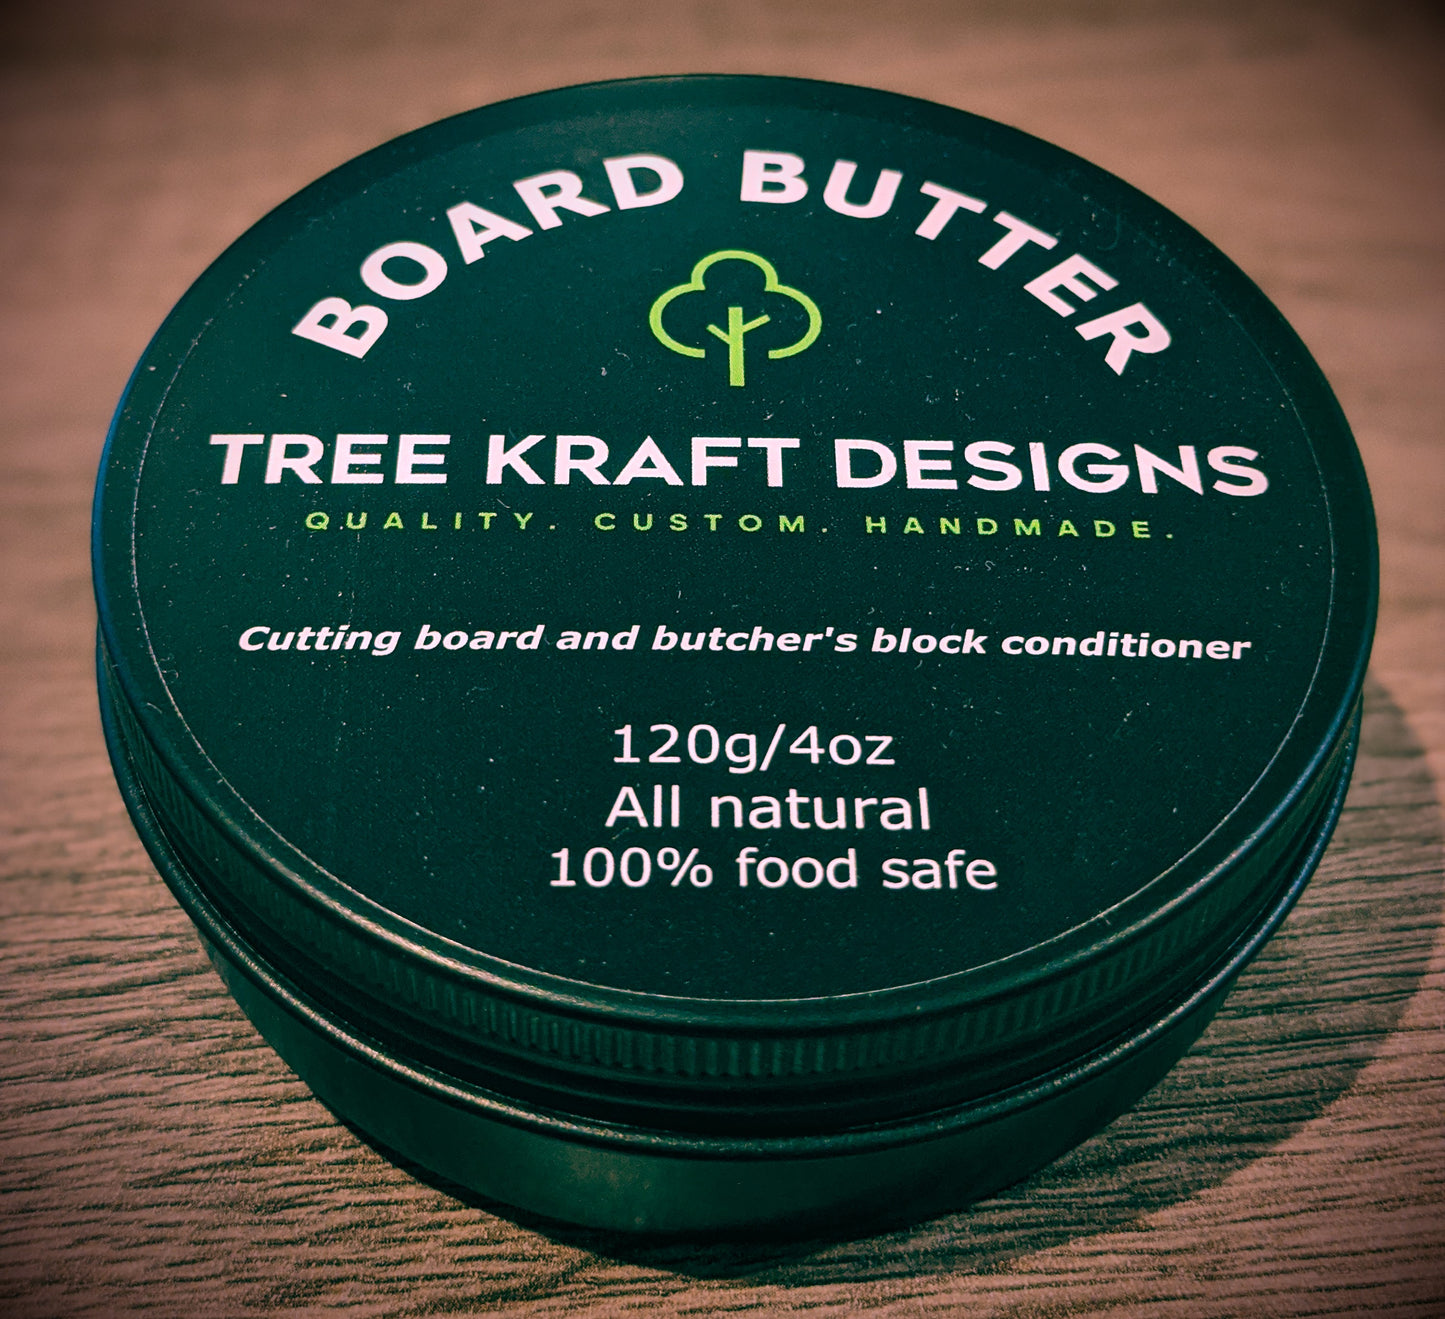 BOARD BUTTER
TREE KRAFT DESIGNS
QUALITY. CUSTOM. HANDMADE.
Cutting board and butcher's block conditioner
120g/4oz
All natural
100% food safe